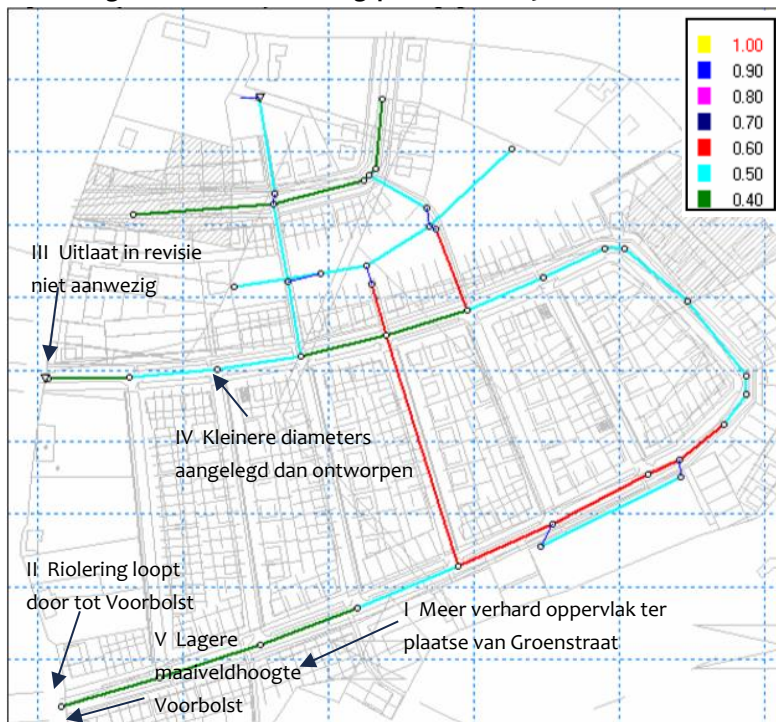 1.00
0.90
0.80
0.70
0.60
0.50
0.40
III Uitlaat in revisie
niet aanwezig
IV Kleinere diameters
aangelegd dan ontworpen
II Riolering loopt
door tot Voorbolst
V Lagere
maaiveldhoogte
Voorbolst
I Meer verhard oppervlak ter
plaatse van Groenstraat